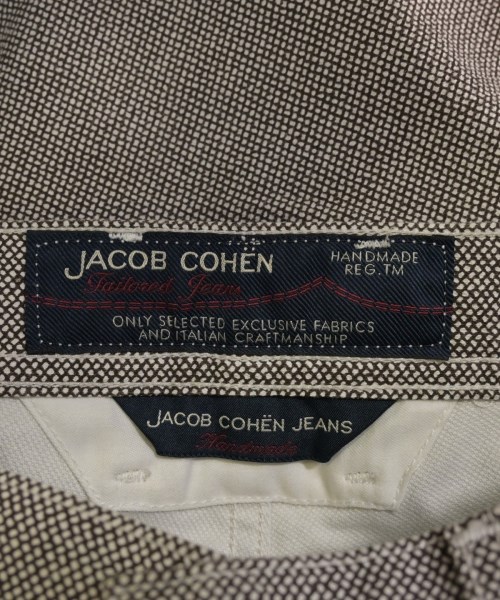 JACOB COHËN
HANDMADE
REG.TM
Tailored Jeans
ONLY SELECTED EXCLUSIVE FABRICS
AND ITALIAN CRAFTMANSHIP
JACOB COHËN JEANS
Handmade